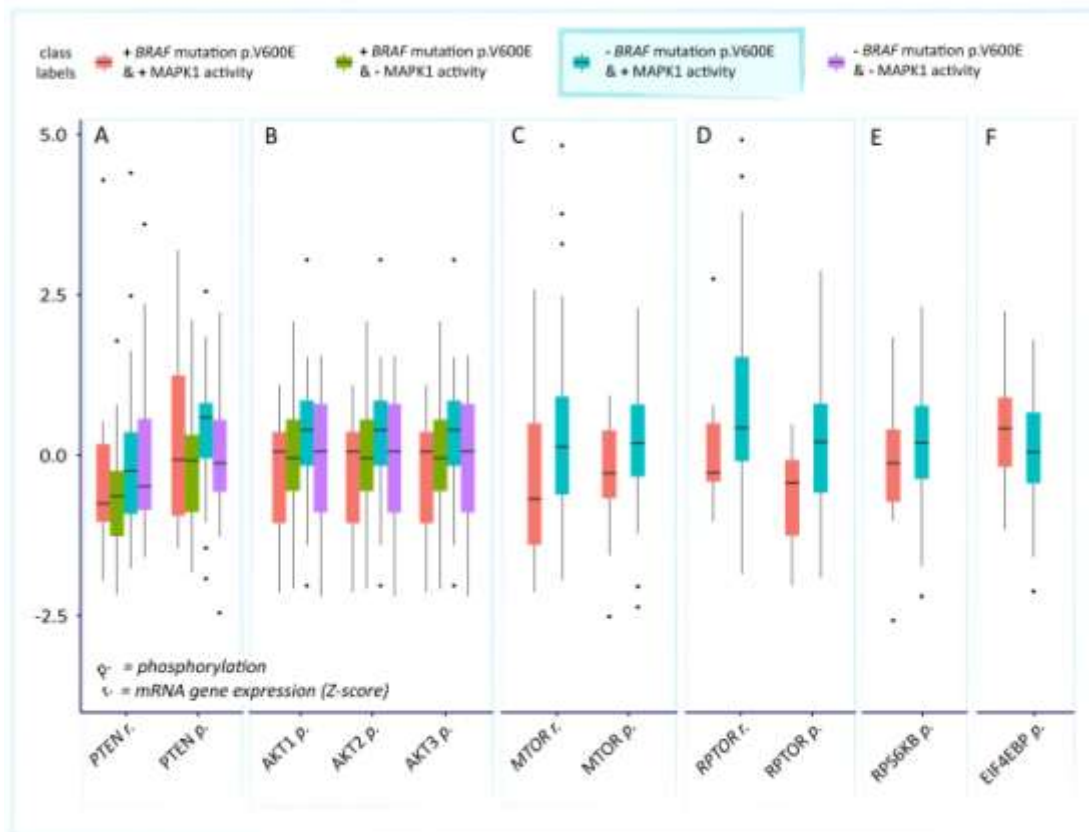 class labels
+ BRAF mutation p.V600E
& + MAPK1 activity
+ BRAF mutation p.V600E
& - MAPK1 activity
- BRAF mutation p.V600E
& + MAPK1 activity
- BRAF mutation p.V600E
& - MAPK1 activity
A
B
C
D
E
F
5.0
2.5
0.0
-2.5
p. = phosphorylation
r. = mRNA gene expression (Z-score)
PTEN r.
PTEN p.
AKT1 p.
AKT2 p.
AKT3 p.
MTOR r.
MTOR p.
RPTOR r.
RPTOR p.
RPS6KB p.
EIF4EBP p.